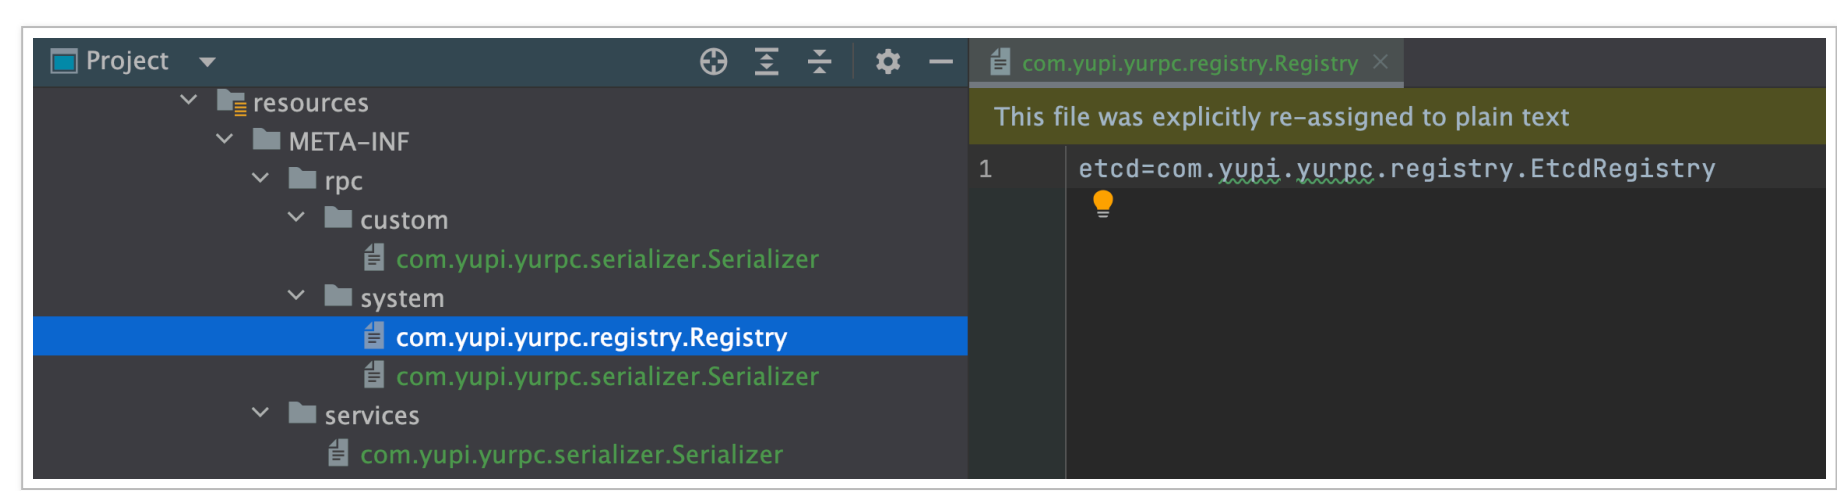 Project
resources
META-INF
rpc
custom
com.yupi.yurpc.serializer.Serializer
system
com.yupi.yurpc.registry.Registry
com.yupi.yurpc.serializer.Serializer
services
com.yupi.yurpc.serializer.Serializer
com.yupi.yurpc.registry.Registry
This file was explicitly re-assigned to plain text
1 etcd=com.yupi.yurpc.registry.EtcdRegistry